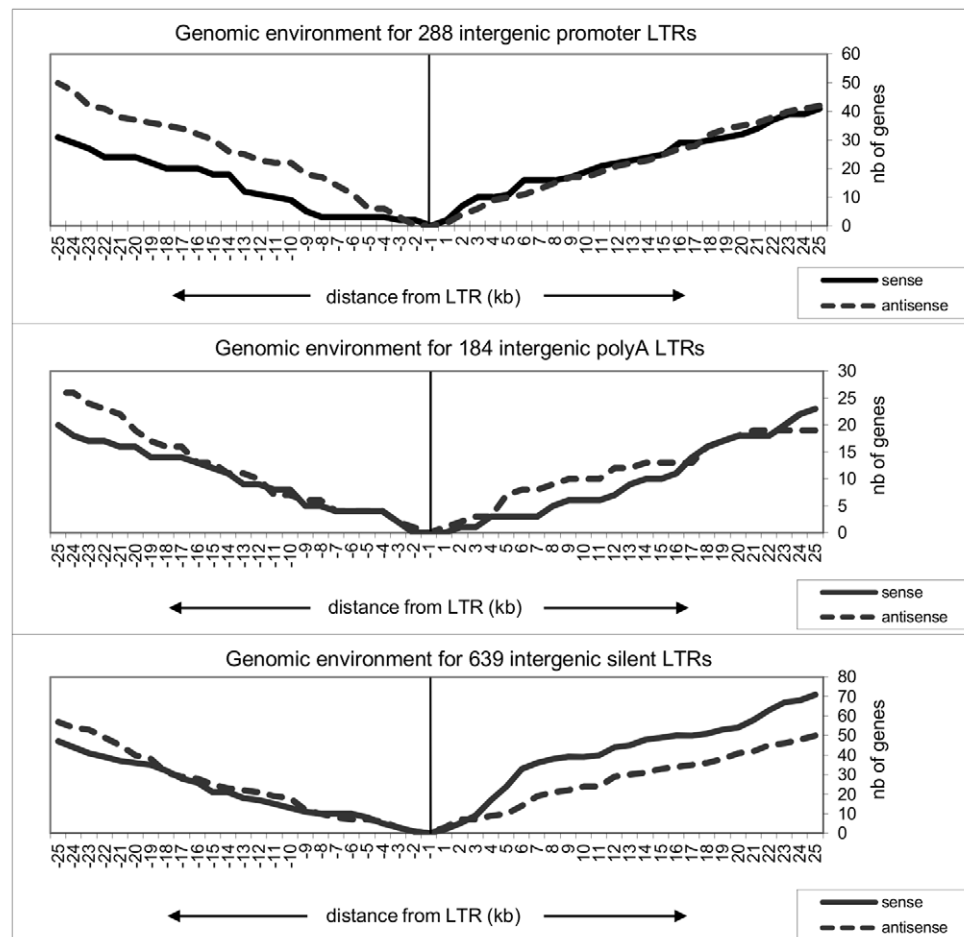 Genomic environment for 288 intergenic promoter LTRs
60
50
40
30
20
10
0
nb of genes
-25 -24 -23 -22 -21 -20 -19 -18 -17 -16 -15 -14 -13 -12 -11 -10 -9 -8 -7 -6 -5 -4 -3 -2 -1 1 2 3 4 5 6 7 8 9 10 11 12 13 14 15 16 17 18 19 20 21 22 23 24 25
distance from LTR (kb)
sense
antisense
Genomic environment for 184 intergenic polyA LTRs
30
25
20
15
10
5
0
nb of genes
-25 -24 -23 -22 -21 -20 -19 -18 -17 -16 -15 -14 -13 -12 -11 -10 -9 -8 -7 -6 -5 -4 -3 -2 -1 1 2 3 4 5 6 7 8 9 10 11 12 13 14 15 16 17 18 19 20 21 22 23 24 25
distance from LTR (kb)
sense
antisense
Genomic environment for 639 intergenic silent LTRs
80
70
60
50
40
30
20
10
0
nb of genes
-25 -24 -23 -22 -21 -20 -19 -18 -17 -16 -15 -14 -13 -12 -11 -10 -9 -8 -7 -6 -5 -4 -3 -2 -1 1 2 3 4 5 6 7 8 9 10 11 12 13 14 15 16 17 18 19 20 21 22 23 24 25
distance from LTR (kb)
sense
antisense